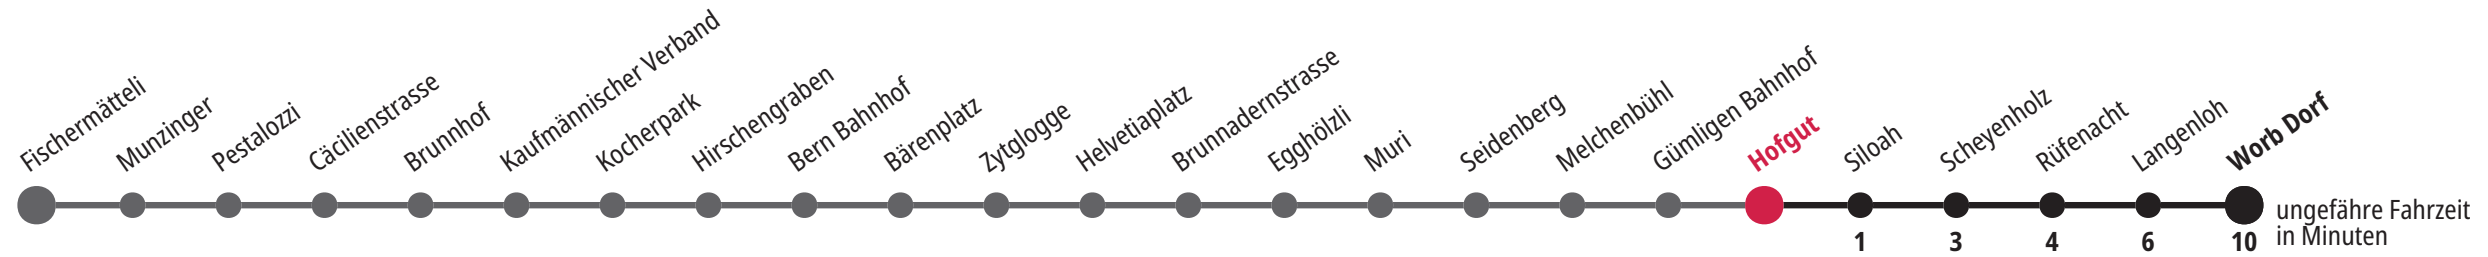 Fischermätteli
Munzinger
Pestalozzi
Cäcilienstrasse
Brunnhof
Kaufmännischer Verband
Kocherpark
Hirschengraben
Bern Bahnhof
Bärenplatz
Zytglogge
Helvetiaplatz
Brunnadernstrasse
Egghölzli
Muri
Seidenberg
Melchenbühl
Gümligen Bahnhof
Hofgut
Siloah
Scheyenholz
Rüfenacht
Langenloh
Worb Dorf
1 3 4 6 10
ungefähre Fahrzeit
in Minuten